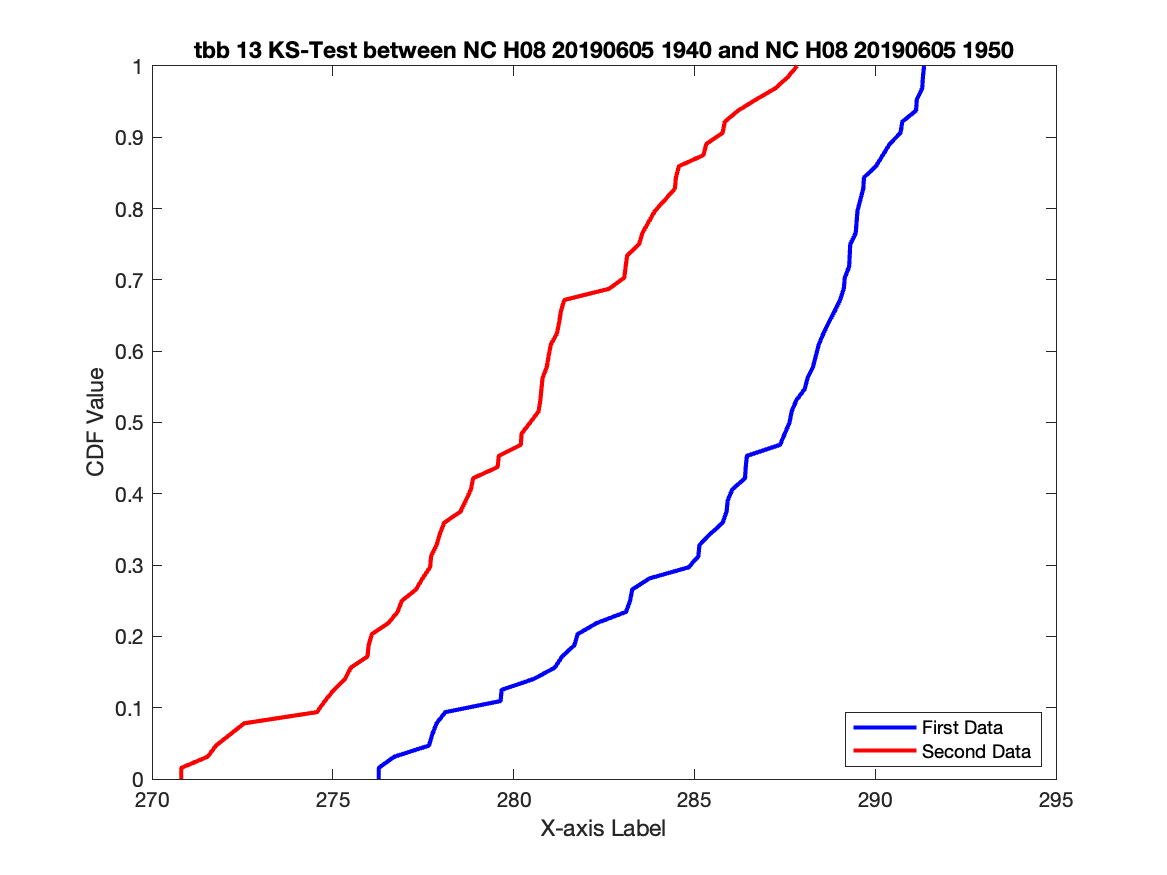 tbb 13 KS-Test between NC H08 20190605 1940 and NC H08 20190605 1950
1
0.9
0.8
0.7
0.6
0.5
0.4
0.3
0.2
0.1
0
CDF Value
First Data
Second Data
270 275 280 285 290 295
X-axis Label